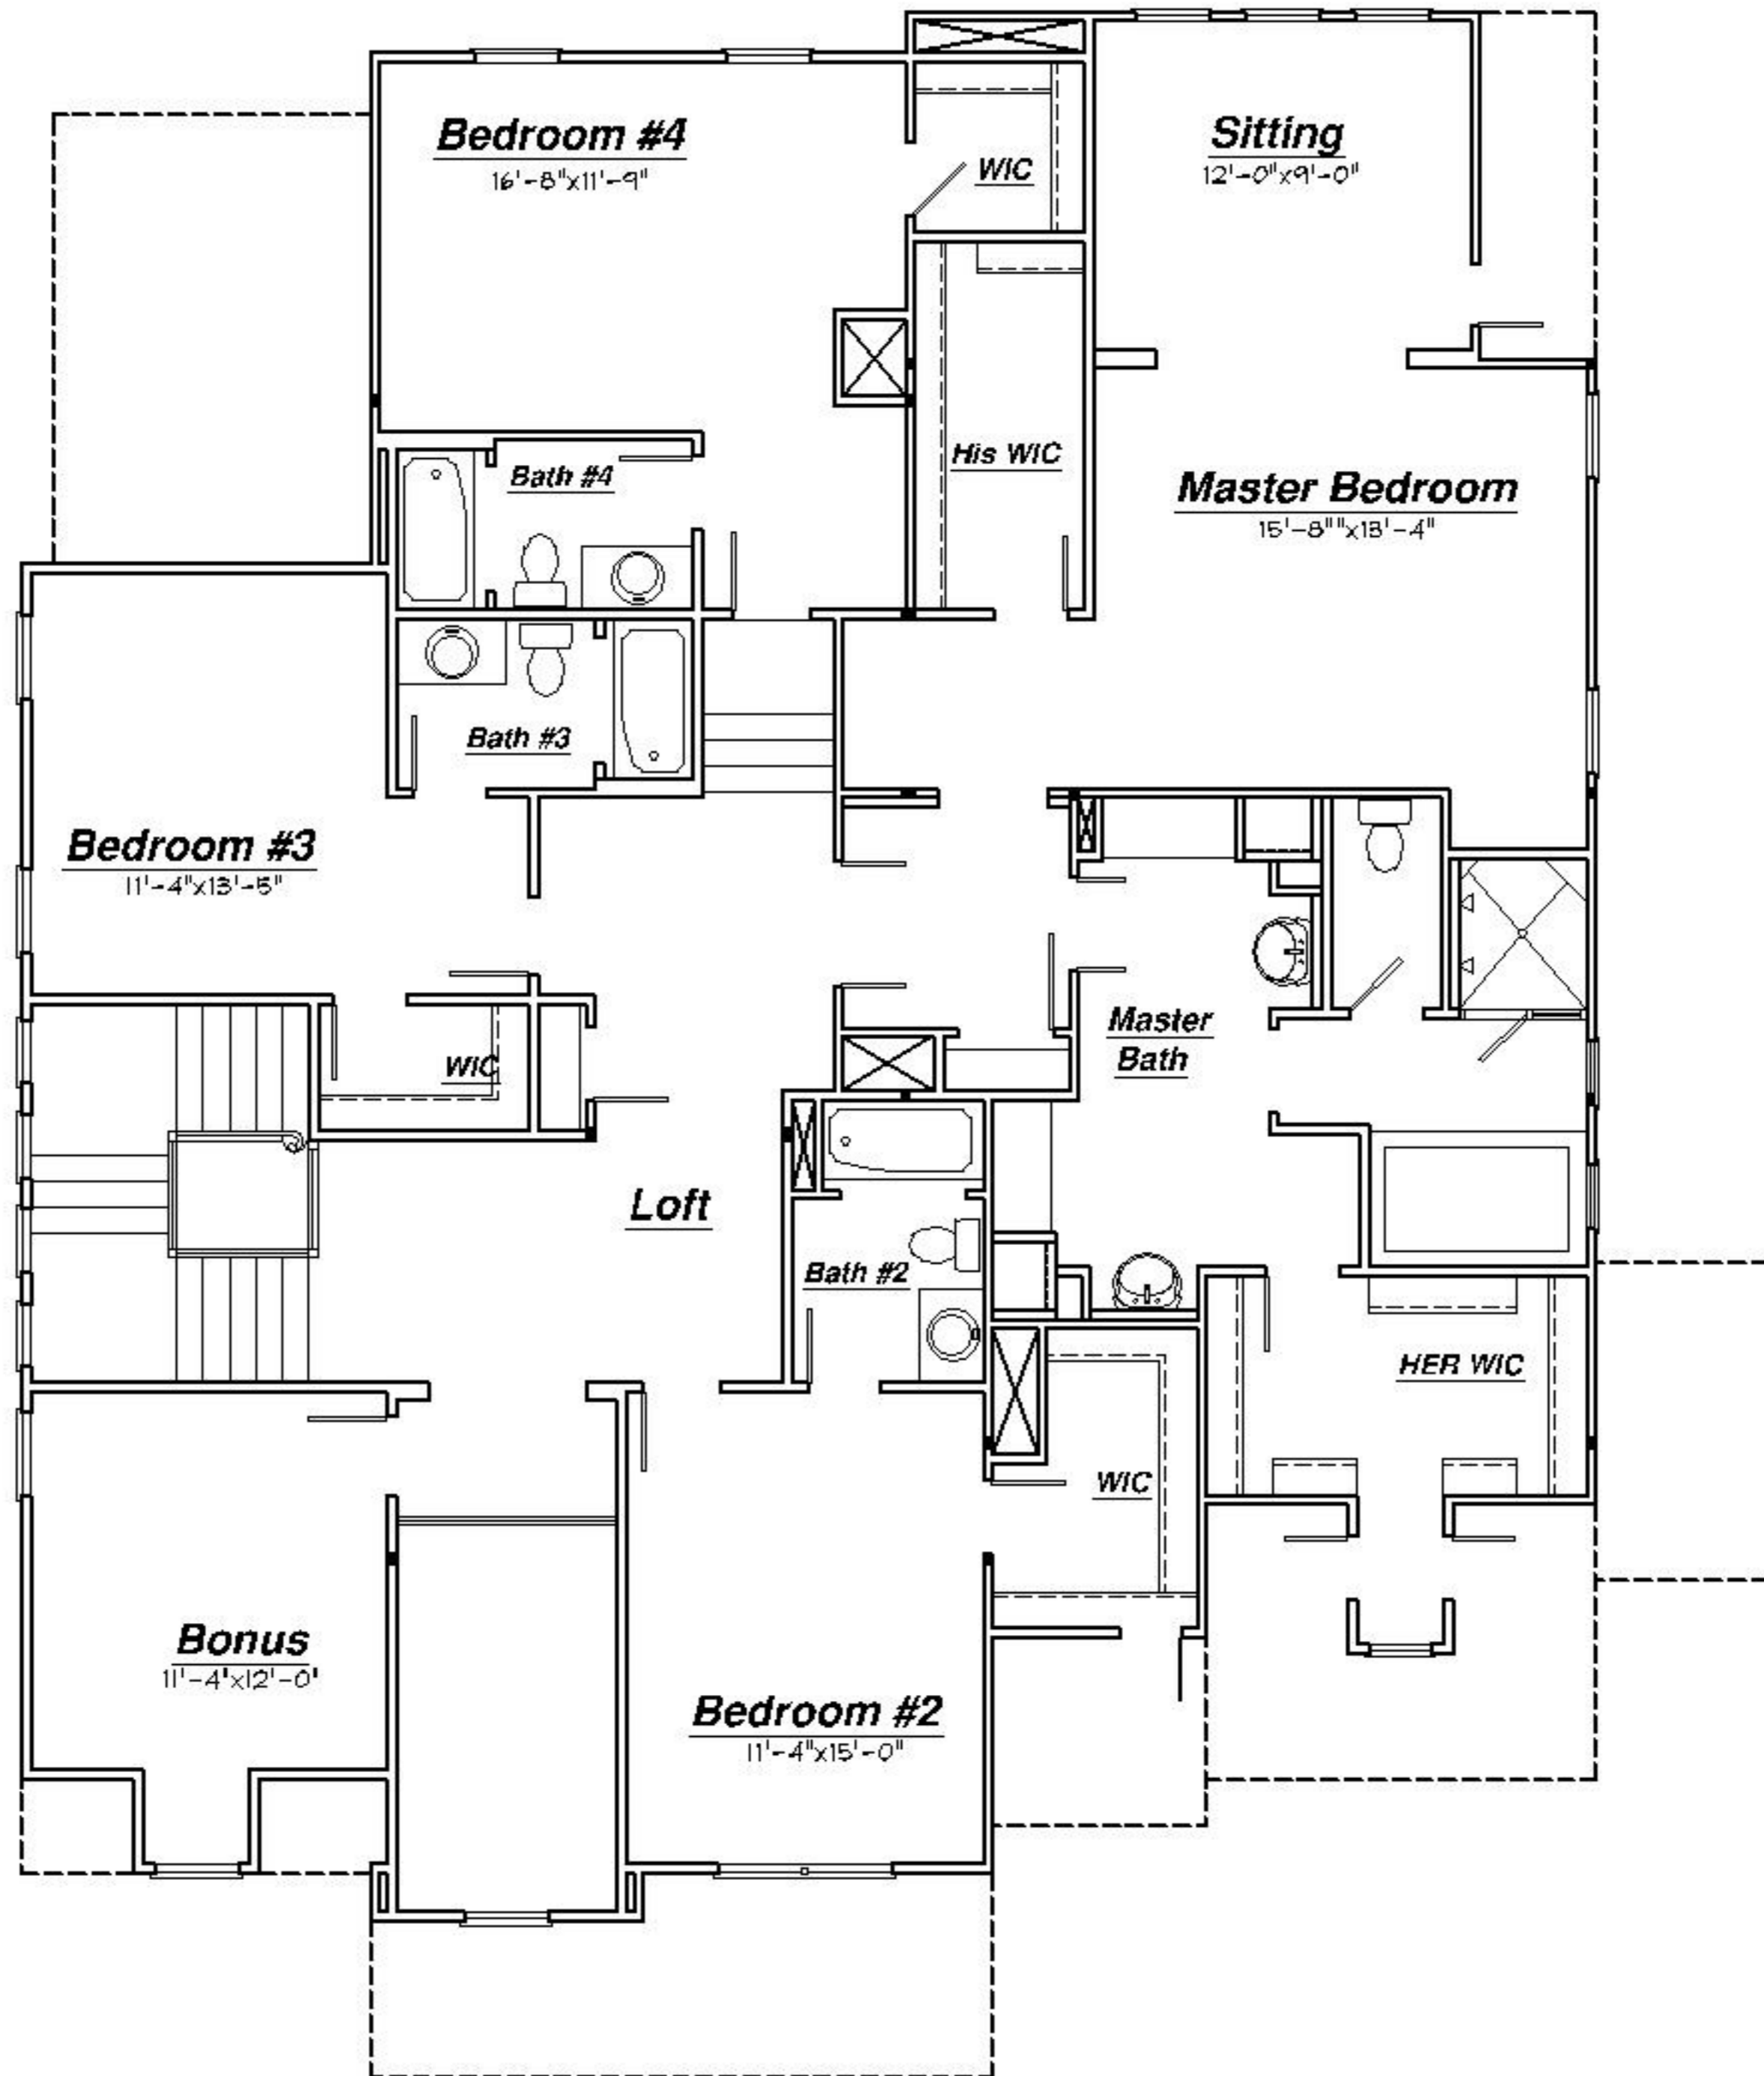 Bedroom #4
16'-8"x11'-9"
WIC
Sitting
12'-0"x9'-0"
His WIC
Bath #4
Master Bedroom
15'-8""x13'-4"
Bath #3
Bedroom #3
11'-4"x13'-5"
Master
Bath
WIC
Loft
Bath #2
HER WIC
WIC
Bonus
11'-4"x12'-0"
Bedroom #2
11'-4"x15'-0"